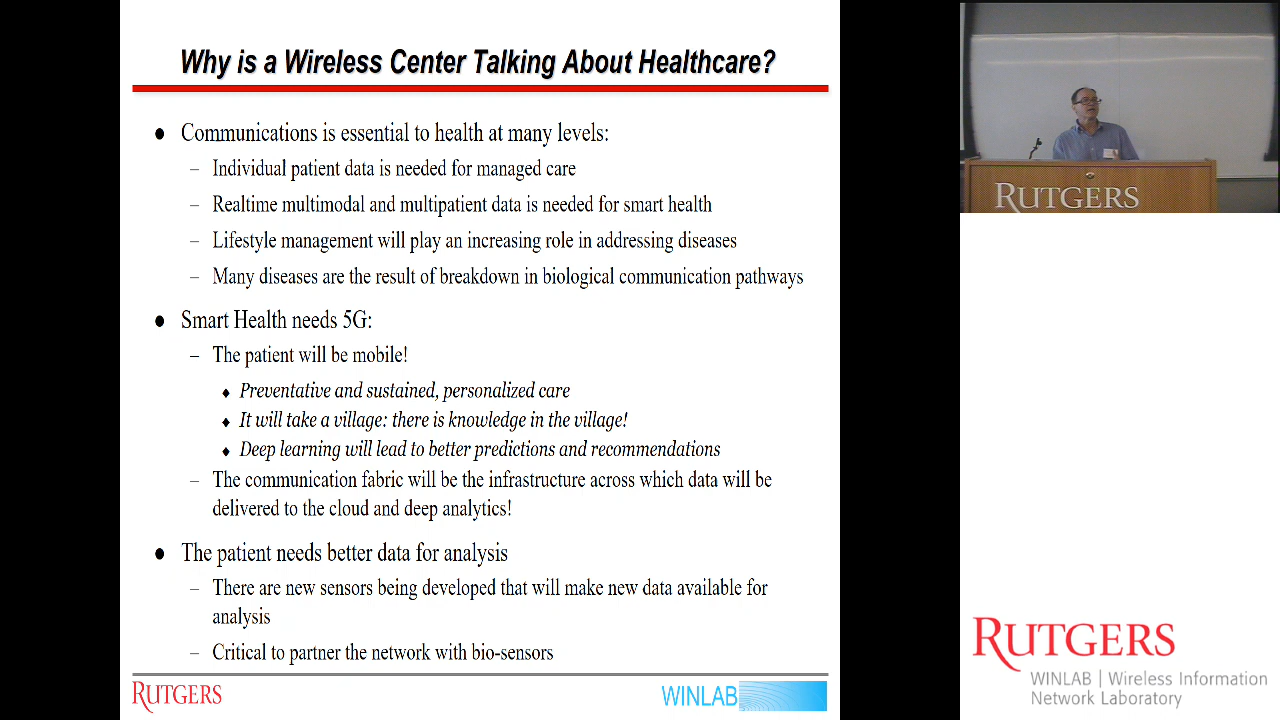 Why is a Wireless Center Talking About Healthcare?
● Communications is essential to health at many levels:
– Individual patient data is needed for managed care
– Realtime multimodal and multipatient data is needed for smart health
– Lifestyle management will play an increasing role in addressing diseases
– Many diseases are the result of breakdown in biological communication pathways
● Smart Health needs 5G:
– The patient will be mobile!
♦ Preventative and sustained, personalized care
♦ It will take a village: there is knowledge in the village!
♦ Deep learning will lead to better predictions and recommendations
– The communication fabric will be the infrastructure across which data will be
delivered to the cloud and deep analytics!
● The patient needs better data for analysis
– There are new sensors being developed that will make new data available for
analysis
– Critical to partner the network with bio-sensors
RUTGERS
WINLAB
RUTGERS
RUTGERS
WINLAB | Wireless Information
Network Laboratory